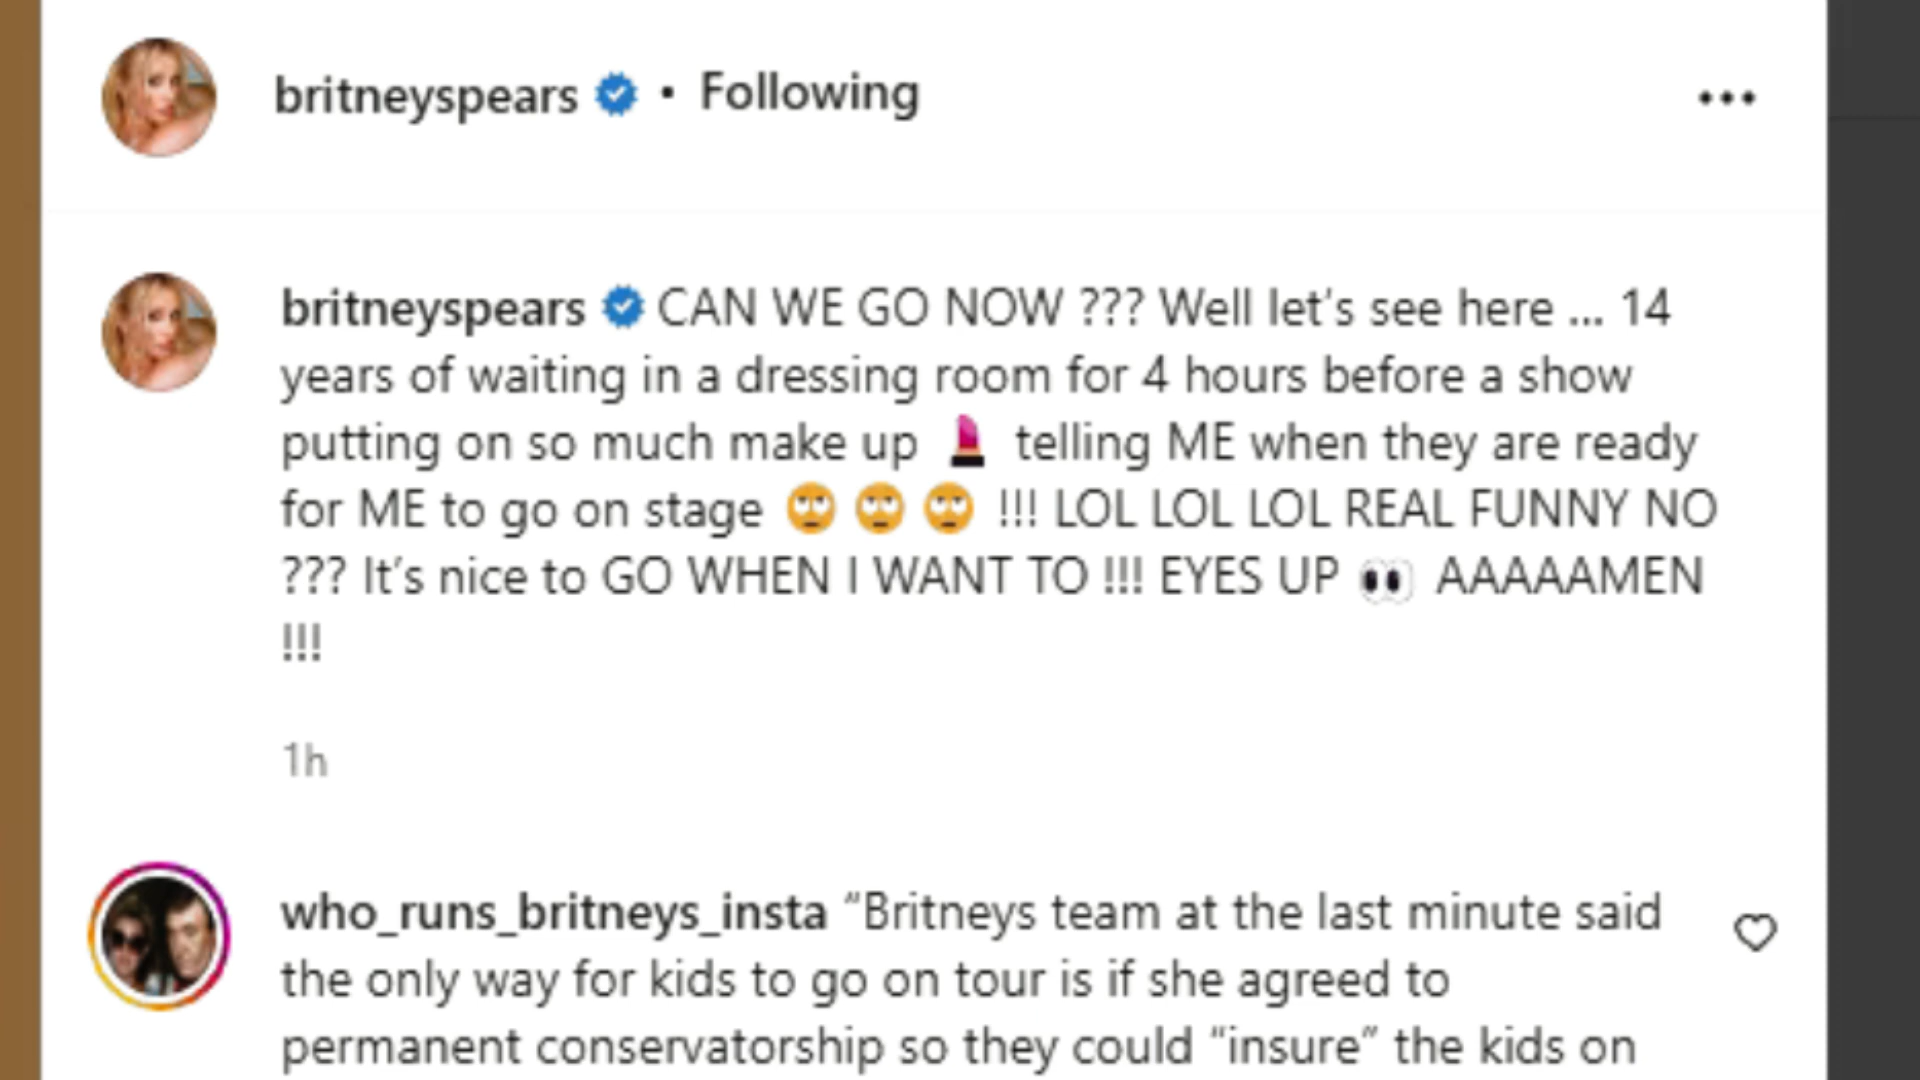 britneyspears • Following
britneyspears CAN WE GO NOW ??? Well let's see here ... 14
years of waiting in a dressing room for 4 hours before a show
putting on so much make up 💄 telling ME when they are ready
for ME to go on stage 🙄 🙄 🙄 !!! LOL LOL LOL REAL FUNNY NO
??? It's nice to GO WHEN I WANT TO !!! EYES UP 👀 AAAAAMEN
!!!
1h
who_runs_britneys_insta “Britneys team at the last minute said
the only way for kids to go on tour is if she agreed to
permanent conservatorship so they could “insure” the kids on